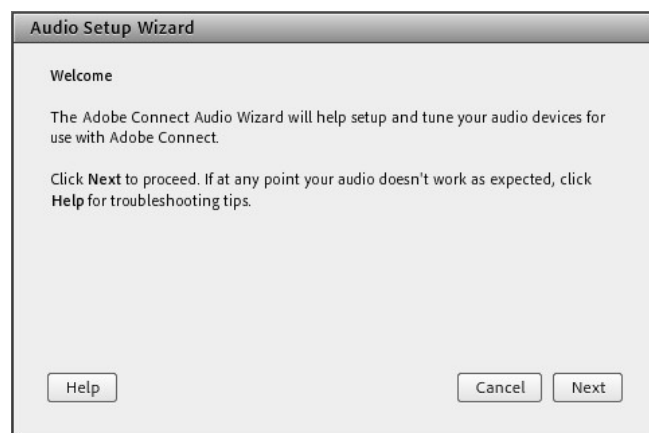 Audio Setup Wizard
Welcome
The Adobe Connect Audio Wizard will help setup and tune your audio devices for
use with Adobe Connect.
Click Next to proceed. If at any point your audio doesn't work as expected, click
Help for troubleshooting tips.
Help
Cancel
Next